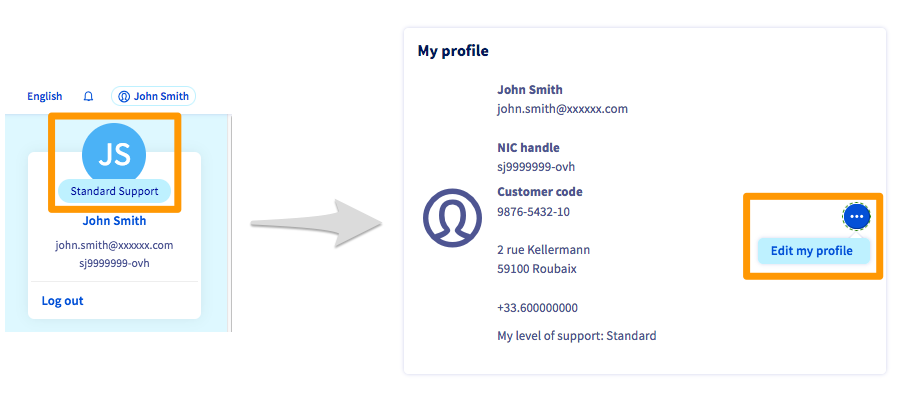 English
John Smith
JS
Standard Support
John Smith
john.smith@xxxxxx.com
sj9999999-ovh
Log out
My profile
John Smith
john.smith@xxxxxx.com
NIC handle
sj9999999-ovh
Customer code
9876-5432-10
2 rue Kellermann
59100 Roubaix
+33.600000000
My level of support: Standard
Edit my profile